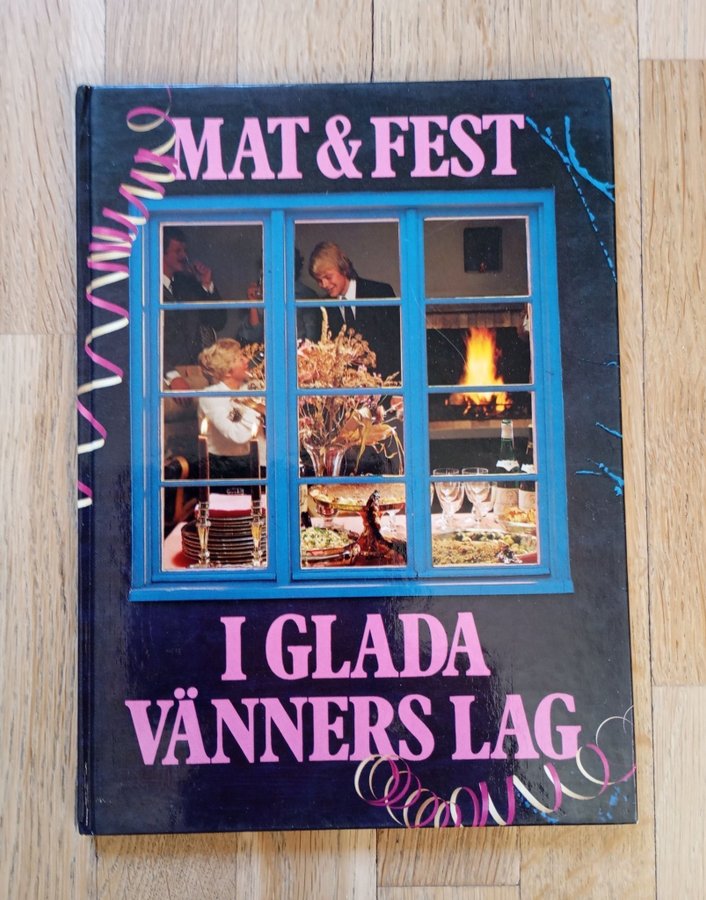 MAT & FEST
I GLADA
VÄNNERS LAG